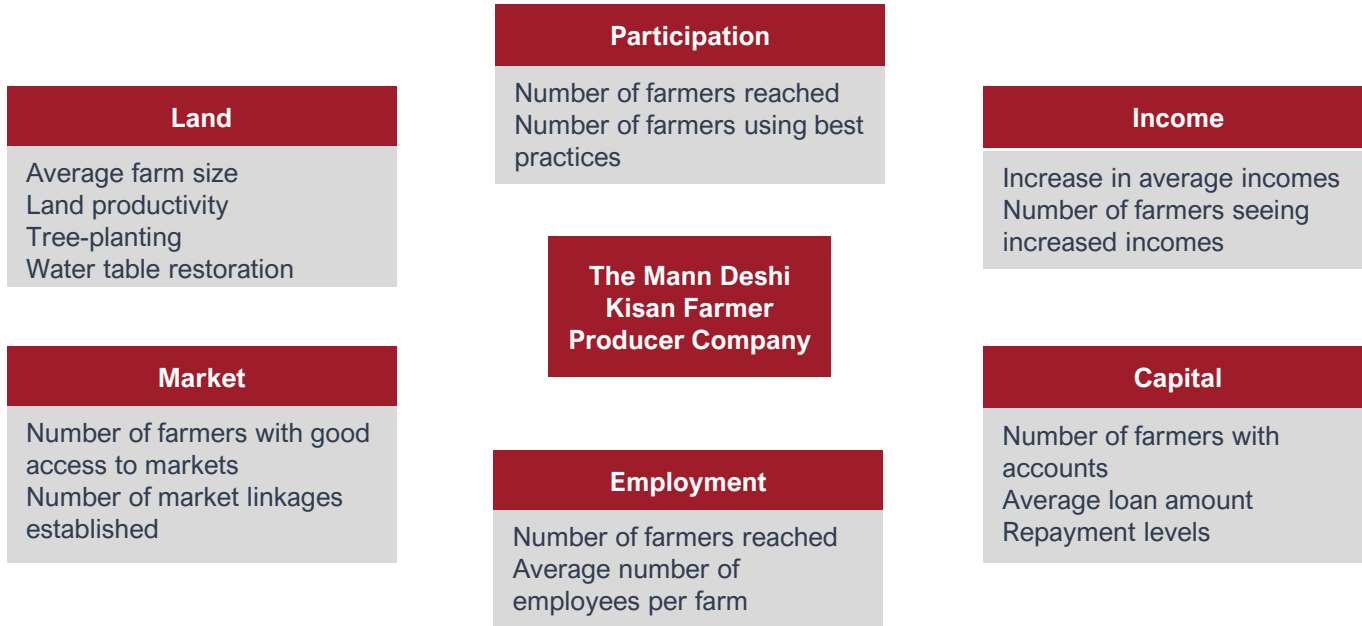 Participation
Number of farmers reached
Number of farmers using best
practices
Land
Average farm size
Land productivity
Tree-planting
Water table restoration
Income
Increase in average incomes
Number of farmers seeing
increased incomes
The Mann Deshi
Kisan Farmer
Producer Company
Market
Number of farmers with good
access to markets
Number of market linkages
established
Capital
Number of farmers with
accounts
Average loan amount
Repayment levels
Employment
Number of farmers reached
Average number of
employees per farm